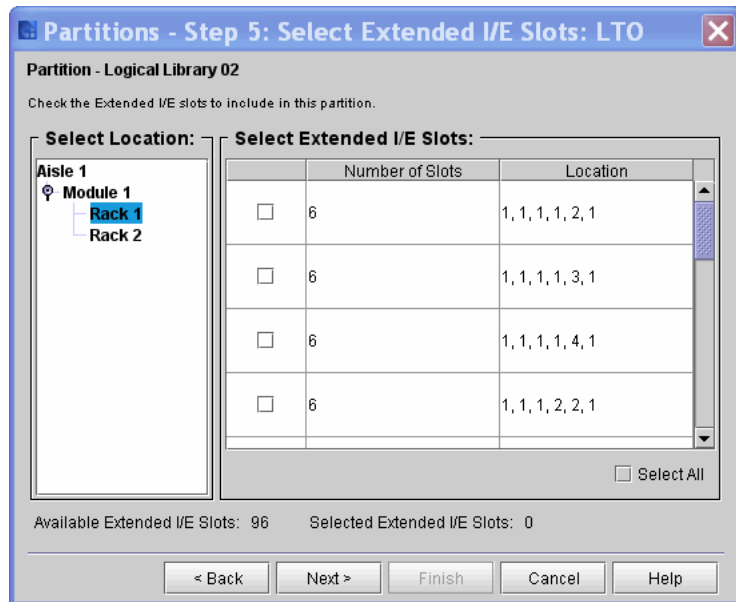 Partitions - Step 5: Select Extended I/E Slots: LTO
Partition - Logical Library 02
Check the Extended I/E slots to include in this partition.
Select Location:
Select Extended I/E Slots:
Aisle 1
Module 1
Rack 1
Rack 2
Number of Slots Location
6 1, 1, 1, 1, 2, 1
6 1, 1, 1, 1, 3, 1
6 1, 1, 1, 1, 4, 1
6 1, 1, 1, 2, 2, 1
Select All
Available Extended I/E Slots: 96 Selected Extended I/E Slots: 0
< Back Next > Finish Cancel Help